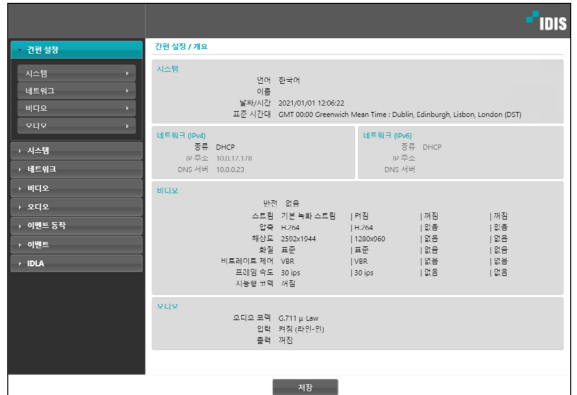 IDIS
간편 설정
시스템
네트워크
비디오
오디오
시스템
네트워크
비디오
오디오
이벤트 동작
이벤트
IDLA
간편 설정 / 개요
시스템
언어 한국어
이름
날짜/시간 2021/01/01 12:06:22
표준 시간대 GMT 00:00 Greenwich Mean Time : Dublin, Edinburgh, Lisbon, London (DST)
네트워크 (IPv4)
종류 DHCP
IP 주소 10.0.17.178
DNS 서버 10.0.0.23
네트워크 (IPv6)
종류 DHCP
IP 주소
DNS 서버
비디오
반전 없음
스트림 기본 녹화 스트림 | 켜짐 | 꺼짐 | 꺼짐
압축 H.264 | H.264 | 없음 | 없음
해상도 2592x1944 | 1280x960 | 없음 | 없음
화질 표준 | 표준 | 없음 | 없음
비트레이트 제어 VBR | VBR | 없음 | 없음
프레임 속도 30 ips | 30 ips | 없음 | 없음
지능형 코덱 꺼짐
오디오
오디오 코덱 G.711 μ-Law
입력 켜짐 (라인-인)
출력 꺼짐
저장